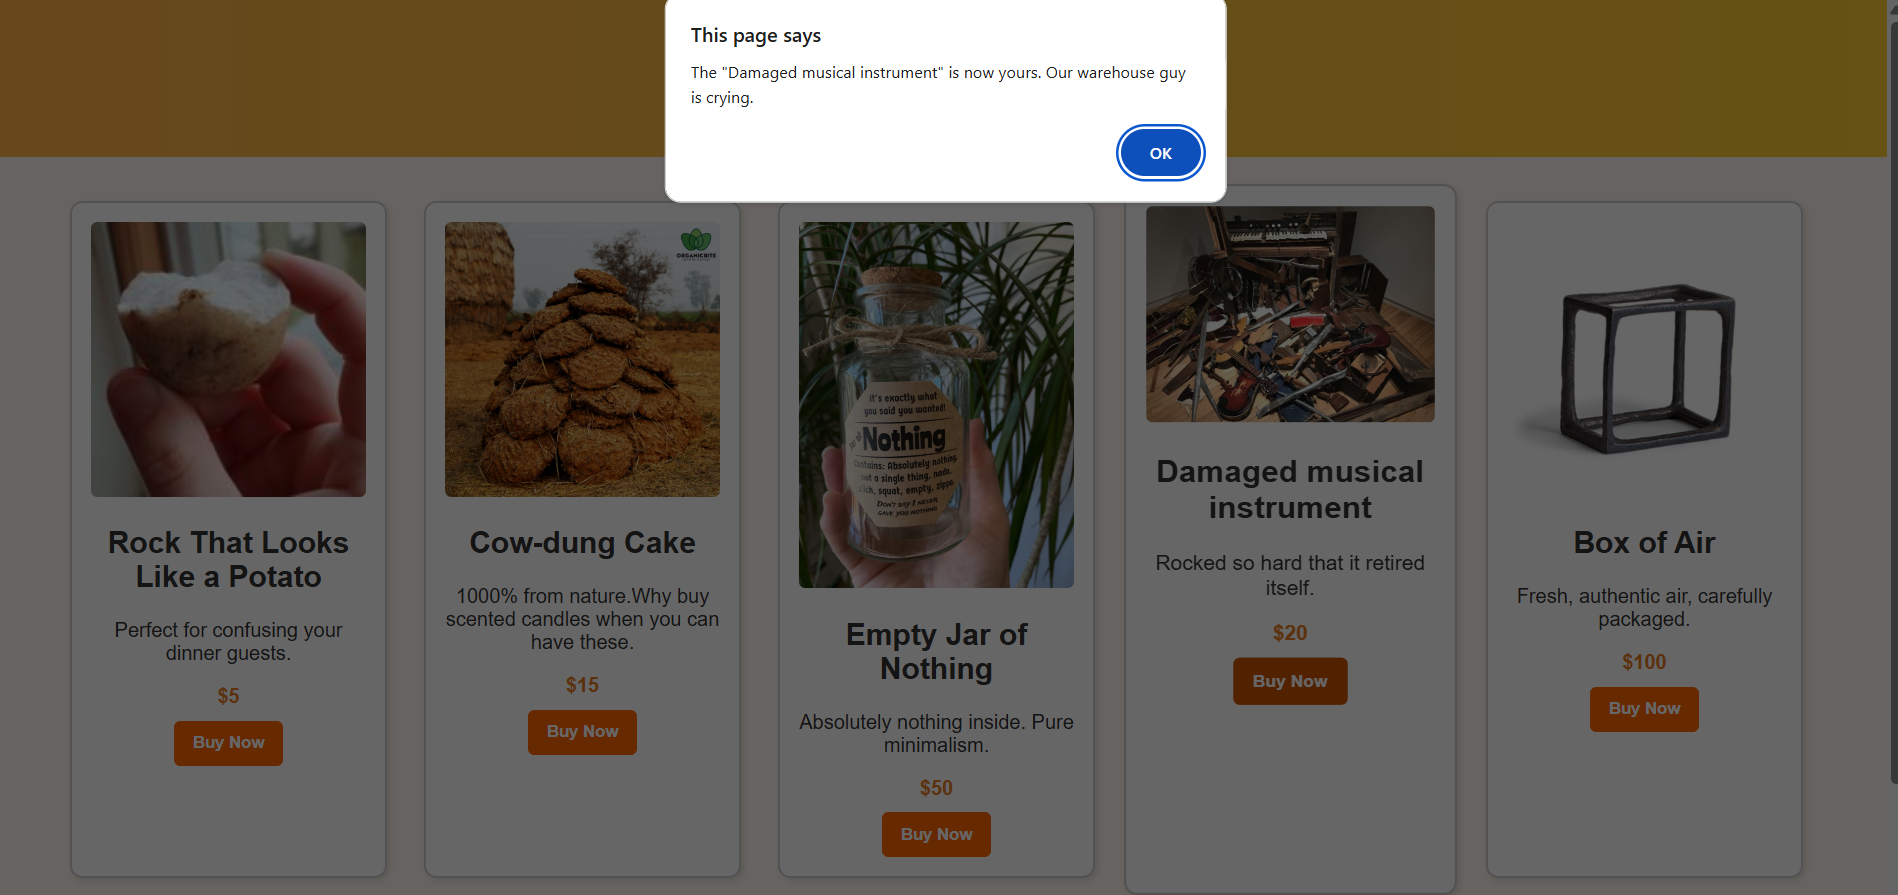 This page says
The "Damaged musical instrument" is now yours. Our warehouse guy
is crying.
OK
ORGANICBITE
It's exactly what
you said you wanted!
Jar of Nothing
Contains: Absolutely nothing,
not a single thing, nada,
zilch, squat, empty, zippo
DON'T SAY I NEVER
GAVE YOU NOTHING
Rock That Looks
Like a Potato
Perfect for confusing your
dinner guests.
$5
Buy Now
Cow-dung Cake
1000% from nature.Why buy
scented candles when you can
have these.
$15
Buy Now
Empty Jar of
Nothing
Absolutely nothing inside. Pure
minimalism.
$50
Buy Now
Damaged musical
instrument
Rocked so hard that it retired
itself.
$20
Buy Now
Box of Air
Fresh, authentic air, carefully
packaged.
$100
Buy Now